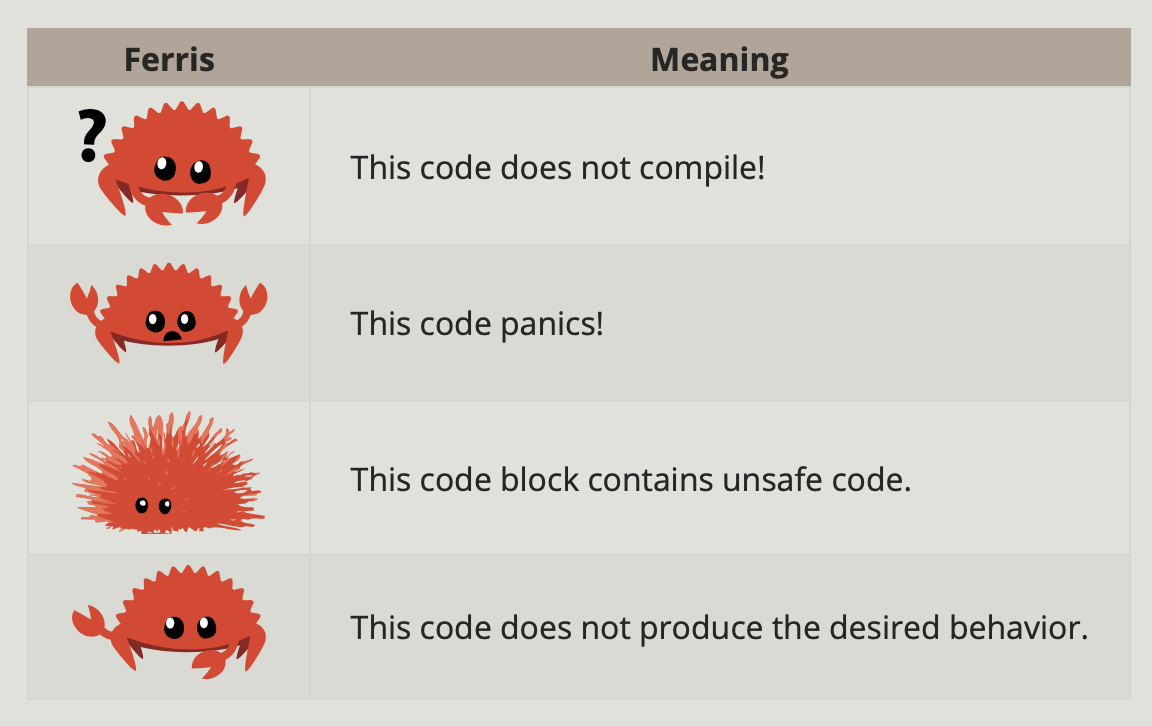 Ferris Meaning
?
This code does not compile!
This code panics!
This code block contains unsafe code.
This code does not produce the desired behavior.